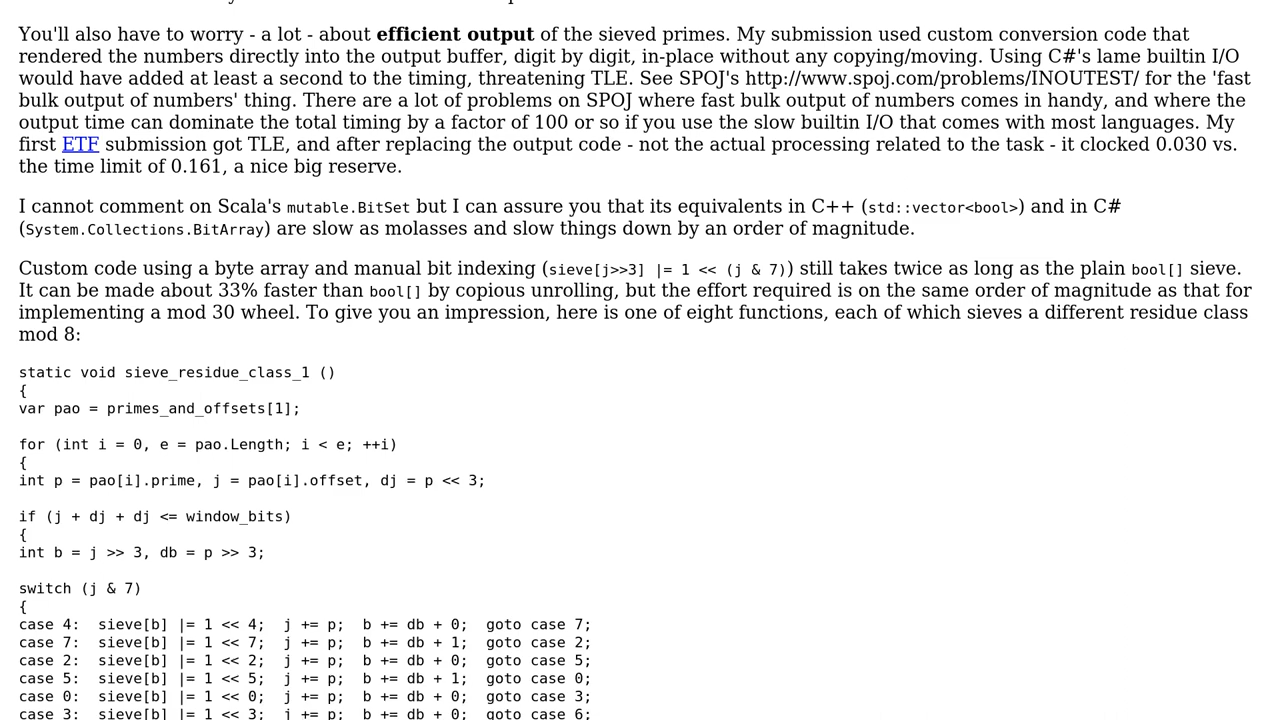 You'll also have to worry - a lot - about efficient output of the sieved primes. My submission used custom conversion code that
rendered the numbers directly into the output buffer, digit by digit, in-place without any copying/moving. Using C#'s lame builtin I/O
would have added at least a second to the timing, threatening TLE. See SPOJ's http://www.spoj.com/problems/INOUTEST/ for the 'fast
bulk output of numbers' thing. There are a lot of problems on SPOJ where fast bulk output of numbers comes in handy, and where the
output time can dominate the total timing by a factor of 100 or so if you use the slow builtin I/O that comes with most languages. My
first ETF submission got TLE, and after replacing the output code - not the actual processing related to the task - it clocked 0.030 vs.
the time limit of 0.161, a nice big reserve.
I cannot comment on Scala's mutable.BitSet but I can assure you that its equivalents in C++ (std::vector<bool>) and in C#
(System.Collections.BitArray) are slow as molasses and slow things down by an order of magnitude.
Custom code using a byte array and manual bit indexing (sieve[j>>3] |= 1 << (j & 7)) still takes twice as long as the plain bool[] sieve.
It can be made about 33% faster than bool[] by copious unrolling, but the effort required is on the same order of magnitude as that for
implementing a mod 30 wheel. To give you an impression, here is one of eight functions, each of which sieves a different residue class
mod 8:
static void sieve_residue_class_1 ()
{
var pao = primes_and_offsets[1];
for (int i = 0, e = pao.Length; i < e; ++i)
{
int p = pao[i].prime, j = pao[i].offset, dj = p << 3;
if (j + dj + dj <= window_bits)
{
int b = j >> 3, db = p >> 3;
switch (j & 7)
{
case 4:  sieve[b] |= 1 << 4;  j += p;  b += db + 0;  goto case 7;
case 7:  sieve[b] |= 1 << 7;  j += p;  b += db + 1;  goto case 2;
case 2:  sieve[b] |= 1 << 2;  j += p;  b += db + 0;  goto case 5;
case 5:  sieve[b] |= 1 << 5;  j += p;  b += db + 1;  goto case 0;
case 0:  sieve[b] |= 1 << 0;  j += p;  b += db + 0;  goto case 3;
case 3:  sieve[b] |= 1 << 3;  j += p;  b += db + 0;  goto case 6;